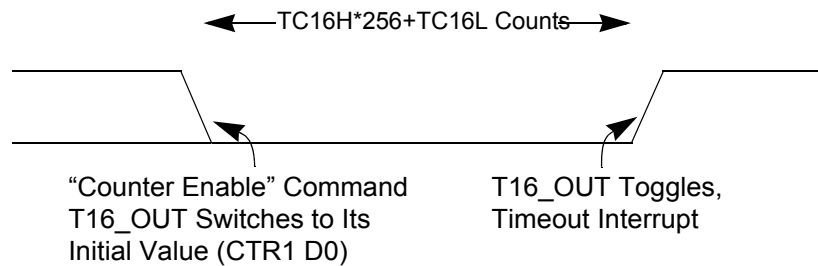 TC16H*256+TC16L Counts
“Counter Enable” Command
T16_OUT Switches to Its
Initial Value (CTR1 D0)
T16_OUT Toggles,
Timeout Interrupt